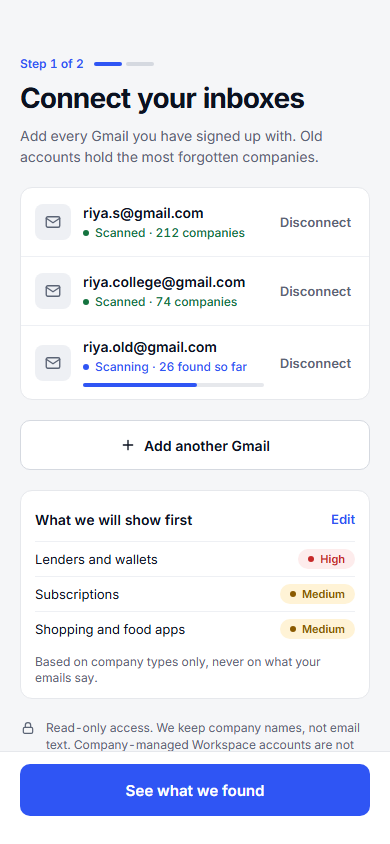 Step 1 of 2
Connect your inboxes
Add every Gmail you have signed up with. Old
accounts hold the most forgotten companies.
riya.s@gmail.com
Scanned · 212 companies
Disconnect
riya.college@gmail.com
Scanned · 74 companies
Disconnect
riya.old@gmail.com
Scanning · 26 found so far
Disconnect
+ Add another Gmail
What we will show first
Edit
Lenders and wallets
High
Subscriptions
Medium
Shopping and food apps
Medium
Based on company types only, never on what your
emails say.
Read-only access. We keep company names, not email
text. Company-managed Workspace accounts are not
See what we found